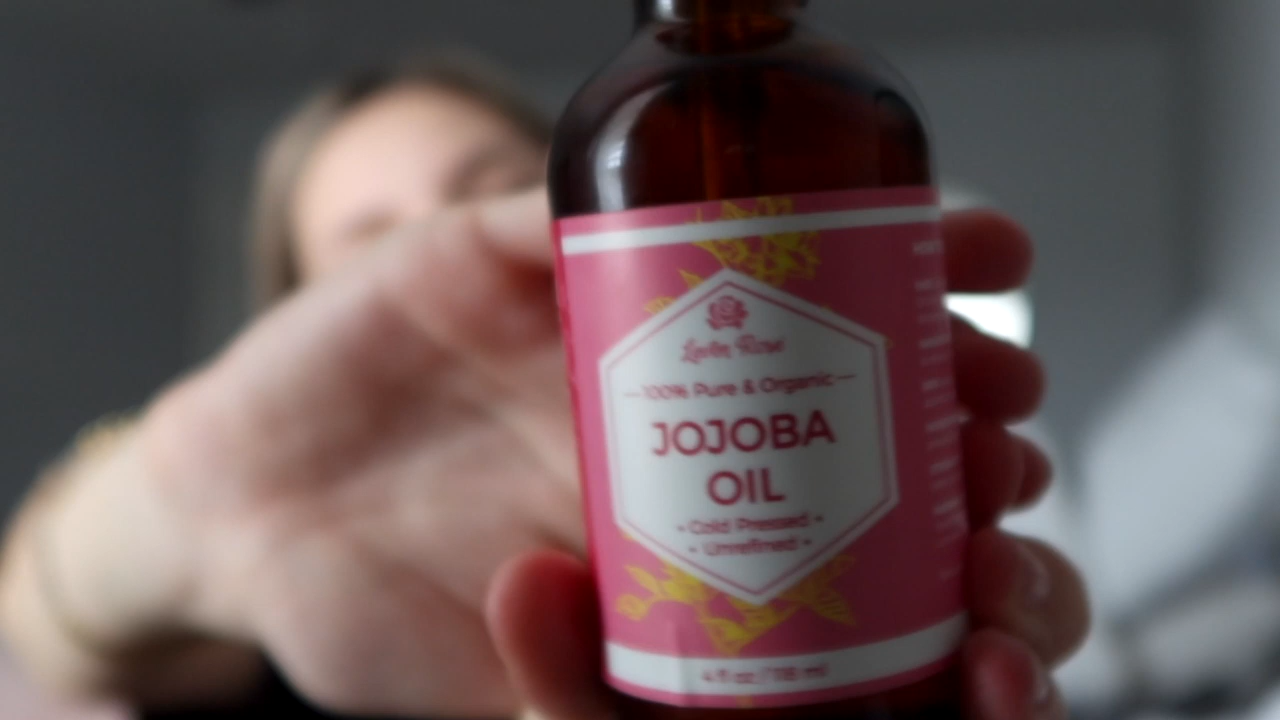 Leven Rose
100% Pure & Organic
JOJOBA
OIL
• Cold Pressed •
• Unrefined •
4 fl oz / 118 ml